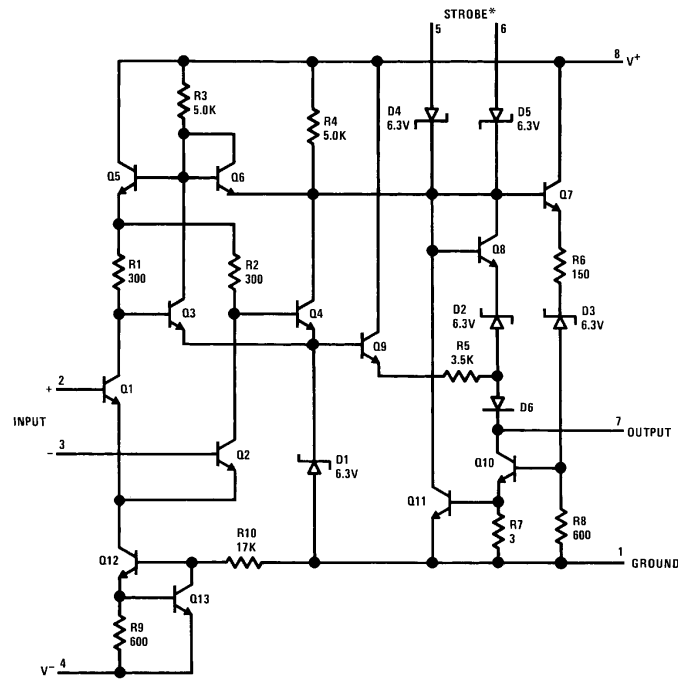 STROBE*
5
6
8 V+
R3
5.0K
R4
5.0K
D4
6.3V
D5
6.3V
Q5
Q6
Q7
R1
300
R2
300
Q8
R6
150
Q3
Q4
D2
6.3V
D3
6.3V
Q9
R5
3.5K
+ 2
Q1
D6
INPUT
7
OUTPUT
- 3
Q2
D1
6.3V
Q10
Q11
R10
17K
R7
3
R8
600
1
GROUND
Q12
Q13
R9
600
V- 4